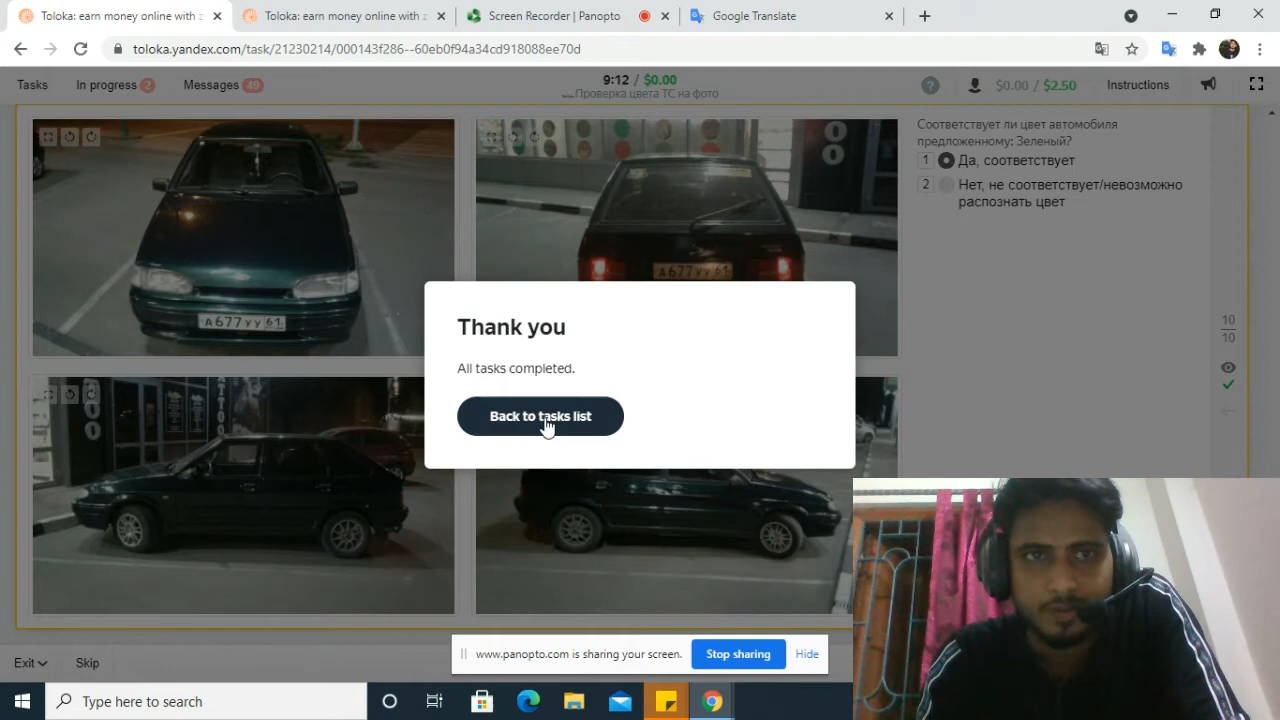 Toloka: earn money online with z
Toloka: earn money online with z
Screen Recorder | Panopto
Google Translate
toloka.yandex.com/task/21230214/000143f286--60eb0f94a34cd918088ee70d
Tasks
In progress 2
Messages 49
9:12 / $0.00
Проверка цвета ТС на фото
? $0.00 / $2.50
Instructions
Соответствует ли цвет автомобиля
предложенному: Зеленый?
1 Да, соответствует
2 Нет, не соответствует/невозможно
распознать цвет
А677УУ 61
А677УУ 61
10
10
Thank you
All tasks completed.
Back to tasks list
www.panopto.com is sharing your screen.
Stop sharing
Hide
Exit
Skip
Type here to search